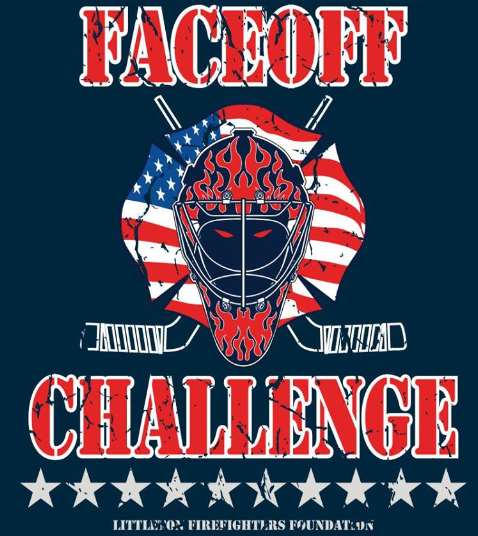 FACEOFF
CHALLENGE
LITTLETON FIREFIGHTERS FOUNDATION